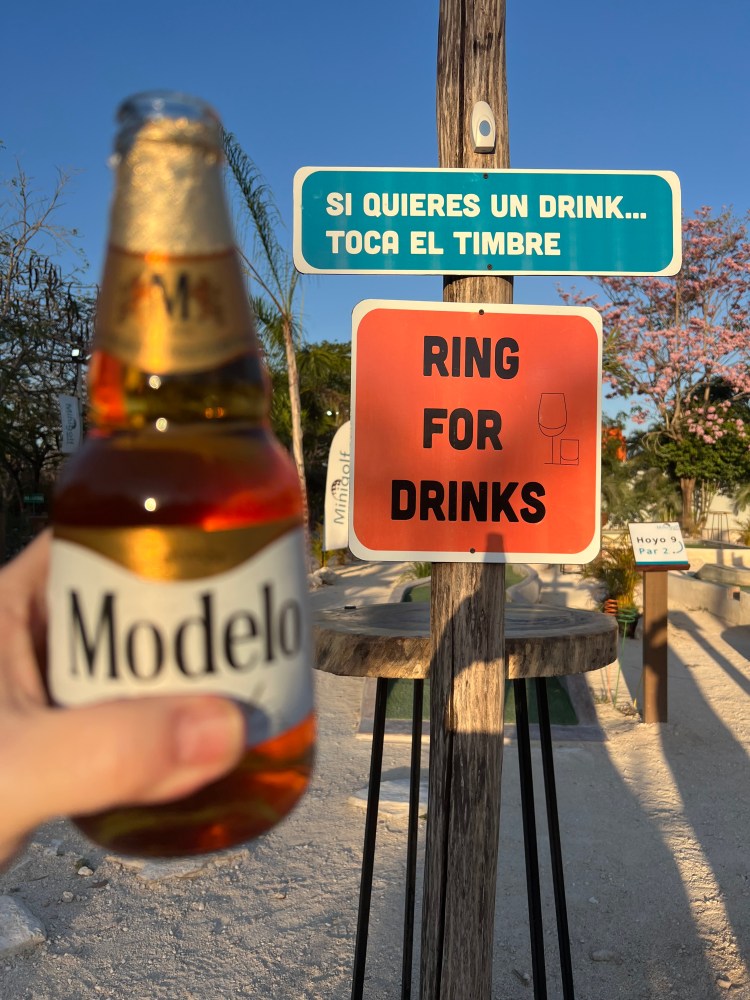 SI QUIERES UN DRINK...
TOCA EL TIMBRE
RING
FOR
DRINKS
M
Modelo
Minigolf
Hoyo 9
Par 2